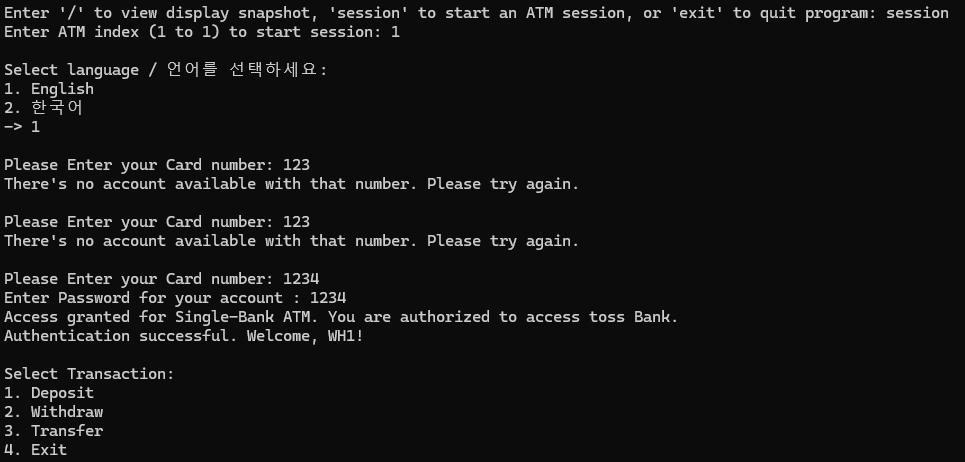 Enter '/' to view display snapshot, 'session' to start an ATM session, or 'exit' to quit program: session
Enter ATM index (1 to 1) to start session: 1
Select language / 언어를 선택하세요:
1. English
2. 한국어
-> 1
Please Enter your Card number: 123
There's no account available with that number. Please try again.
Please Enter your Card number: 123
There's no account available with that number. Please try again.
Please Enter your Card number: 1234
Enter Password for your account : 1234
Access granted for Single-Bank ATM. You are authorized to access toss Bank.
Authentication successful. Welcome, WH1!
Select Transaction:
1. Deposit
2. Withdraw
3. Transfer
4. Exit